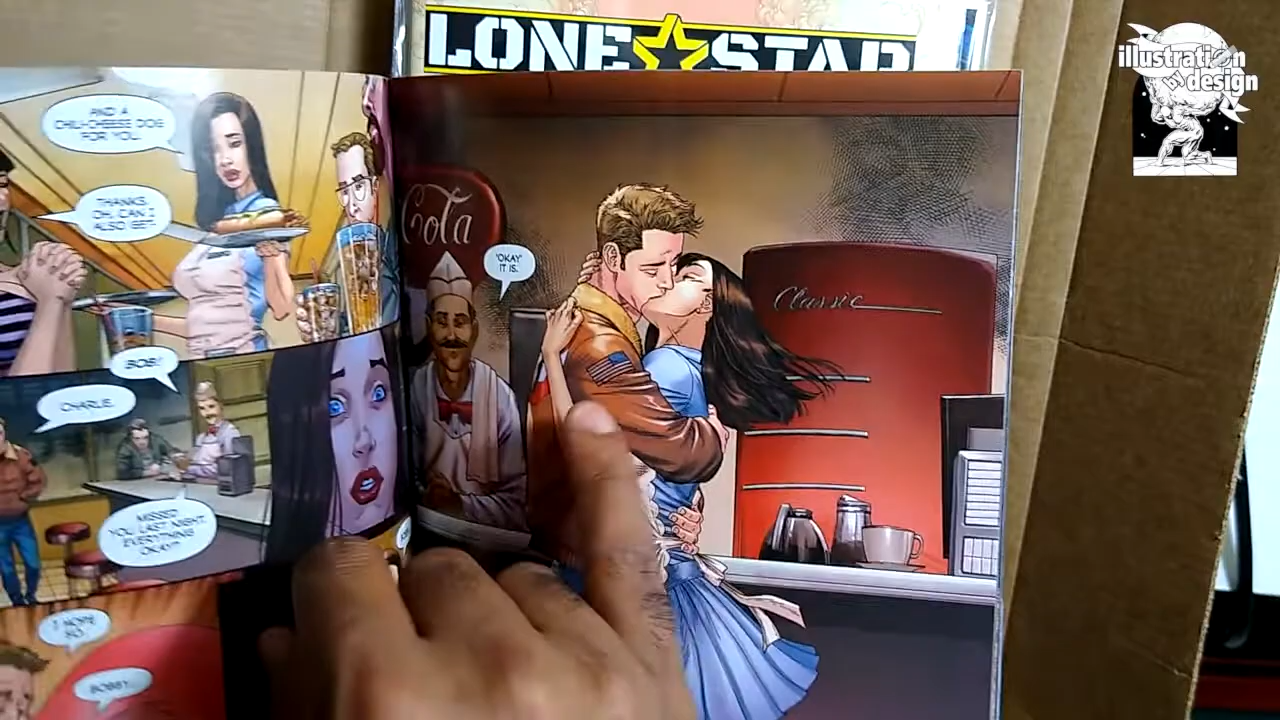 LONE STAR
illustration
design
AND A
CHILI-CHEESE DOG
FOR YOU.
THANKS.
OH, CAN I
ALSO GET-
BOB!
CHARLIE.
MISSED
YOU LAST NIGHT.
EVERYTHING
OKAY?
I HOPE
SO.
BOBBY.
Cola
'OKAY'
IT IS.
Classic